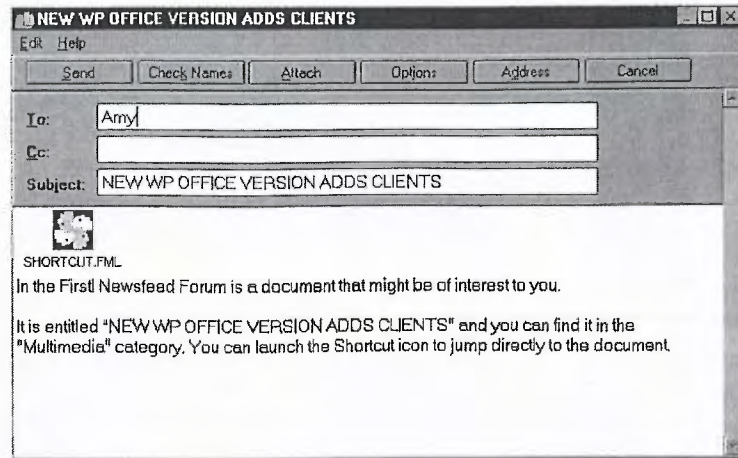 NEW WP OFFICE VERSION ADDS CLIENTS
Edit Help
Send Check Names Attach Options Address Cancel
To: Amy
Cc:
Subject: NEW WP OFFICE VERSION ADDS CLIENTS
SHORTCUT.FML
In the First! Newsfeed Forum is a document that might be of interest to you.
It is entitled "NEW WP OFFICE VERSION ADDS CLIENTS" and you can find it in the
"Multimedia" category. You can launch the Shortcut icon to jump directly to the document.